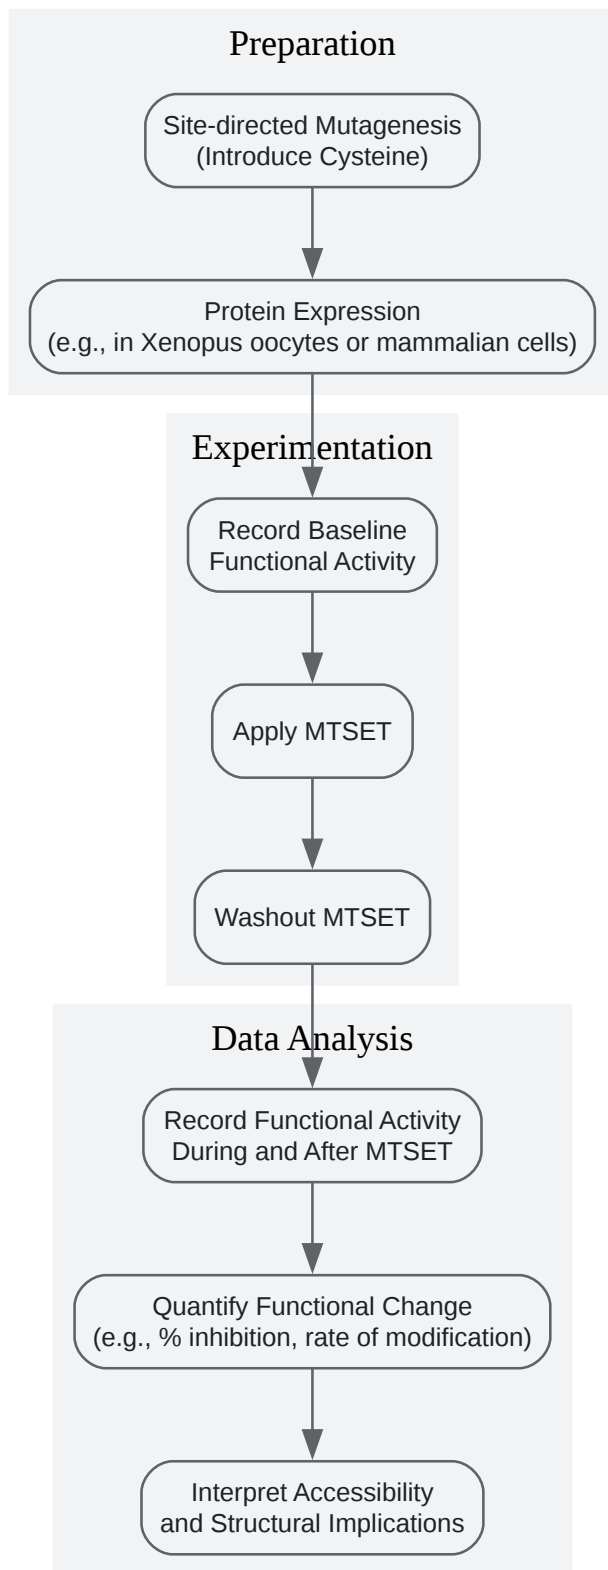 Preparation
Site-directed Mutagenesis
(Introduce Cysteine)
Protein Expression
(e.g., in Xenopus oocytes or mammalian cells)
Experimentation
Record Baseline
Functional Activity
Apply MTSET
Washout MTSET
Data Analysis
Record Functional Activity
During and After MTSET
Quantify Functional Change
(e.g., % inhibition, rate of modification)
Interpret Accessibility
and Structural Implications